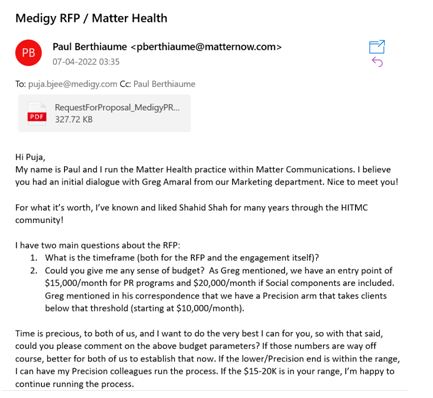 Medigy RFP / Matter Health
PB
Paul Berthiaume <pberthiaume@matternow.com>
07-04-2022 03:35
To: puja.bjee@medigy.com Cc: Paul Berthiaume
PDF
RequestForProposal_MedigyPR...
327.72 KB
Hi Puja,
My name is Paul and I run the Matter Health practice within Matter Communications. I believe
you had an initial dialogue with Greg Amaral from our Marketing department. Nice to meet you!
For what it's worth, I've known and liked Shahid Shah for many years through the HITMC
community!
I have two main questions about the RFP:
1. What is the timeframe (both for the RFP and the engagement itself)?
2. Could you give me any sense of budget? As Greg mentioned, we have an entry point of
$15,000/month for PR programs and $20,000/month if Social components are included.
Greg mentioned in his correspondence that we have a Precision arm that takes clients
below that threshold (starting at $10,000/month).
Time is precious, to both of us, and I want to do the very best I can for you, so with that said,
could you please comment on the above budget parameters? If those numbers are way off
course, better for both of us to establish that now. If the lower/Precision end is within the range,
I can have my Precision colleagues run the process. If the $15-20K is in your range, I'm happy to
continue running the process.